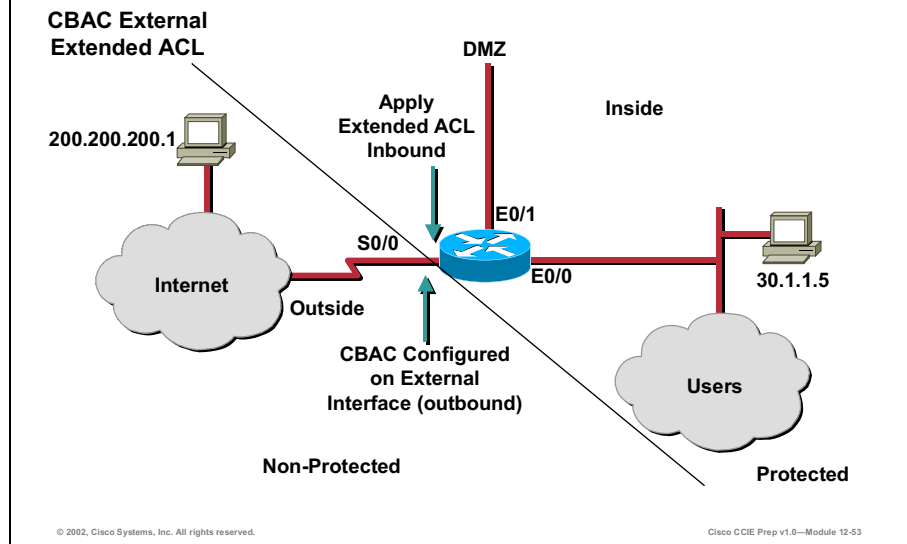 CBAC External
Extended ACL
DMZ
Apply
Extended ACL
Inbound
Inside
200.200.200.1
E0/1
S0/0
E0/0
30.1.1.5
Internet
Outside
CBAC Configured
on External
Interface (outbound)
Users
Non-Protected
Protected
© 2002, Cisco Systems, Inc. All rights reserved.
Cisco CCIE Prep v1.0—Module 12-53